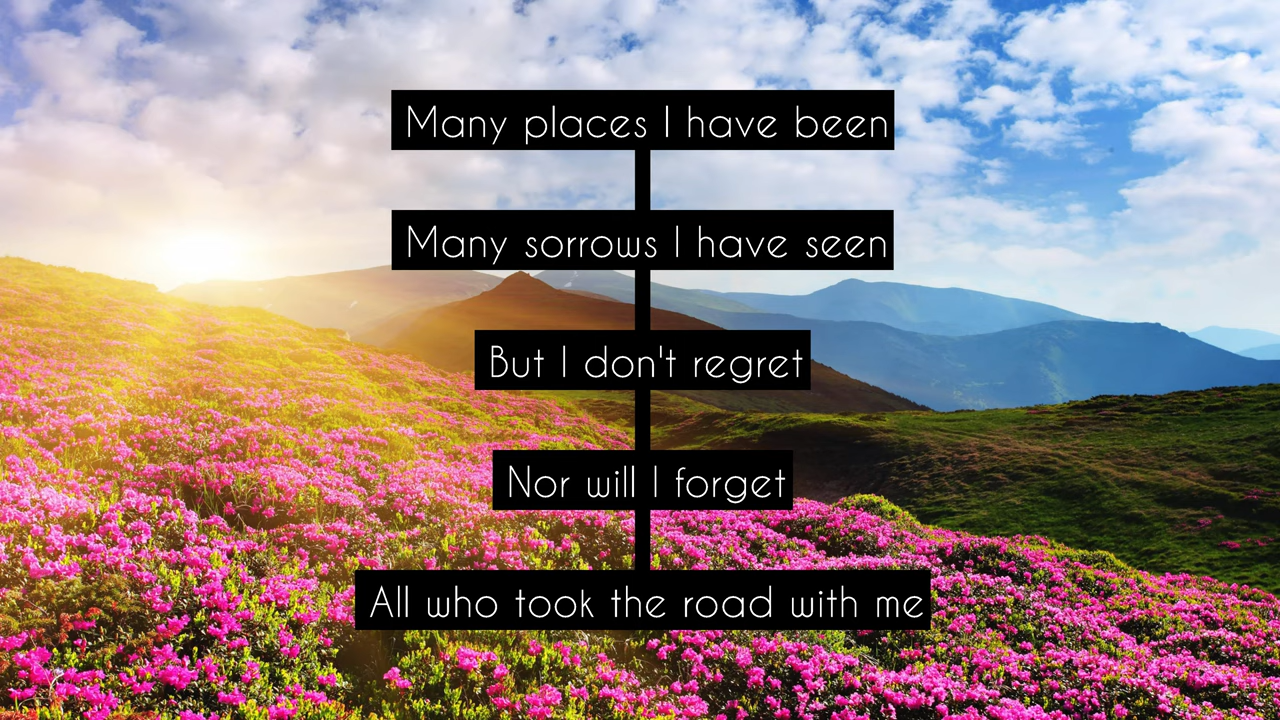 Many places I have been
Many sorrows I have seen
But I don't regret
Nor will I forget
All who took the road with me